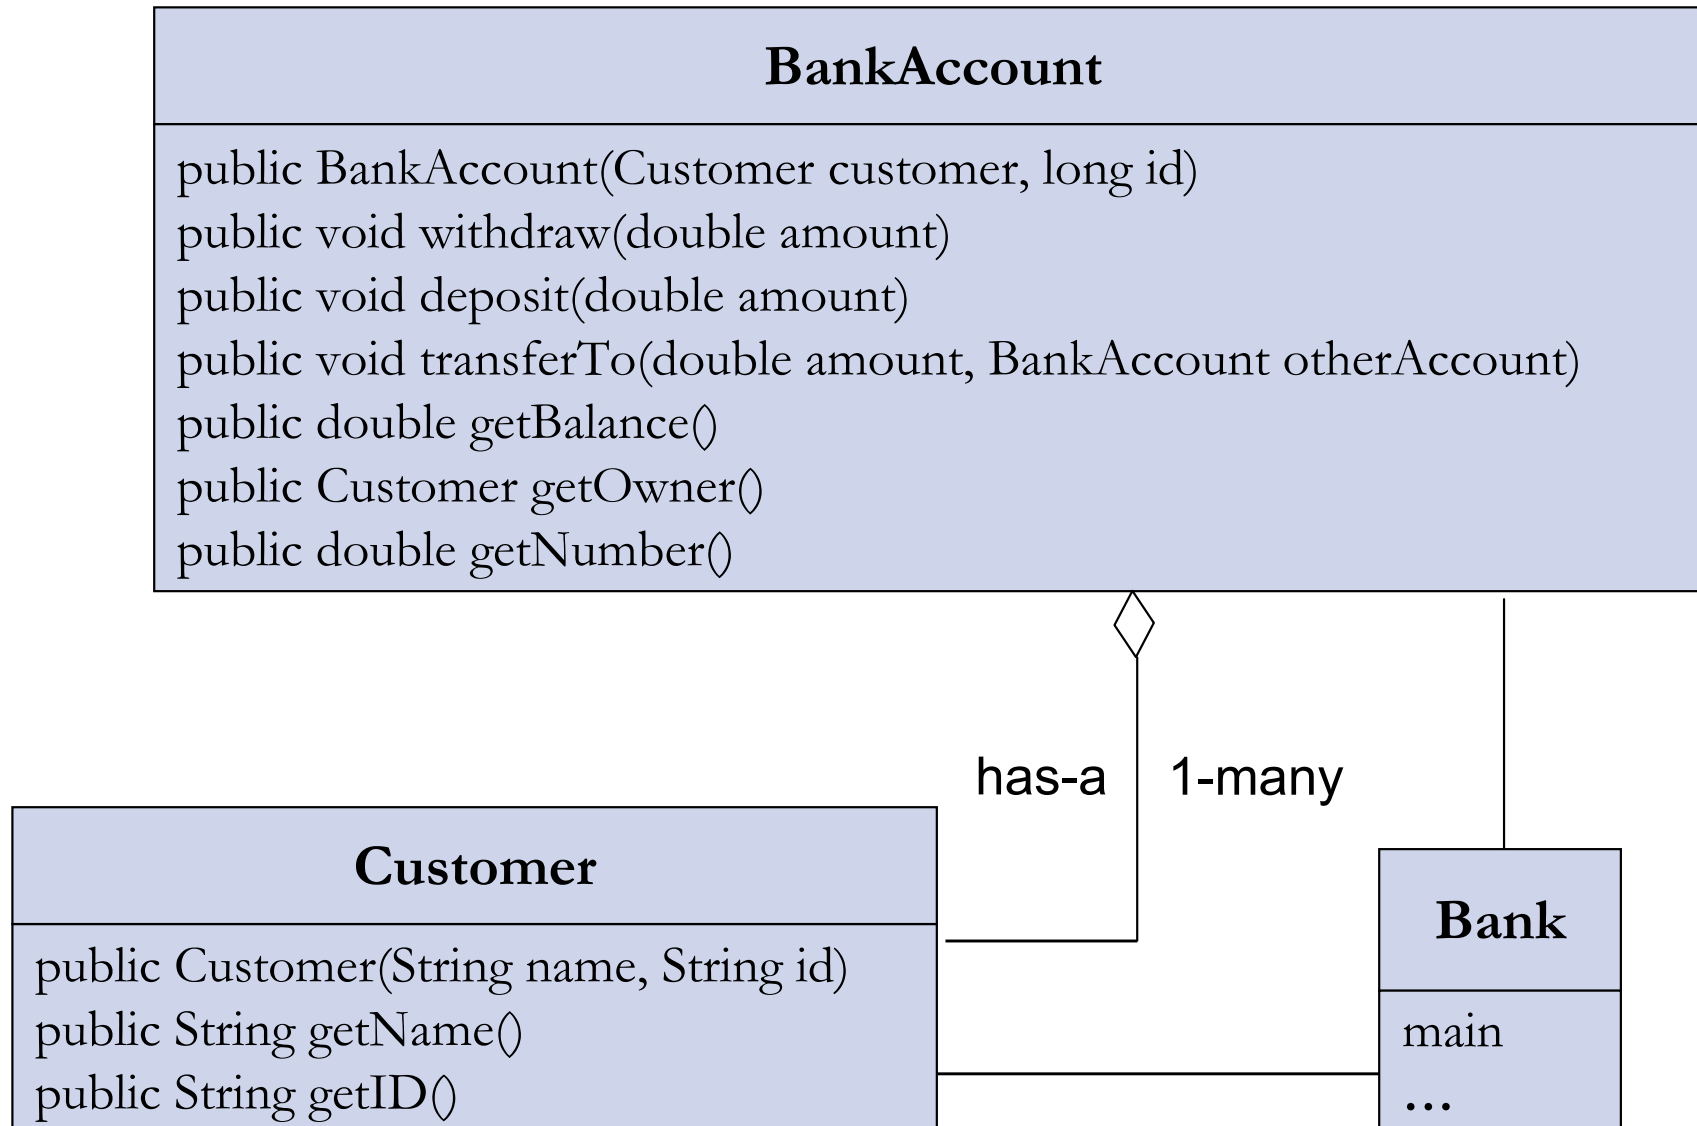 BankAccount
public BankAccount(Customer customer, long id)
public void withdraw(double amount)
public void deposit(double amount)
public void transferTo(double amount, BankAccount otherAccount)
public double getBalance()
public Customer getOwner()
public double getNumber()
has-a 1-many
Customer
public Customer(String name, String id)
public String getName()
public String getID()
Bank
main
...